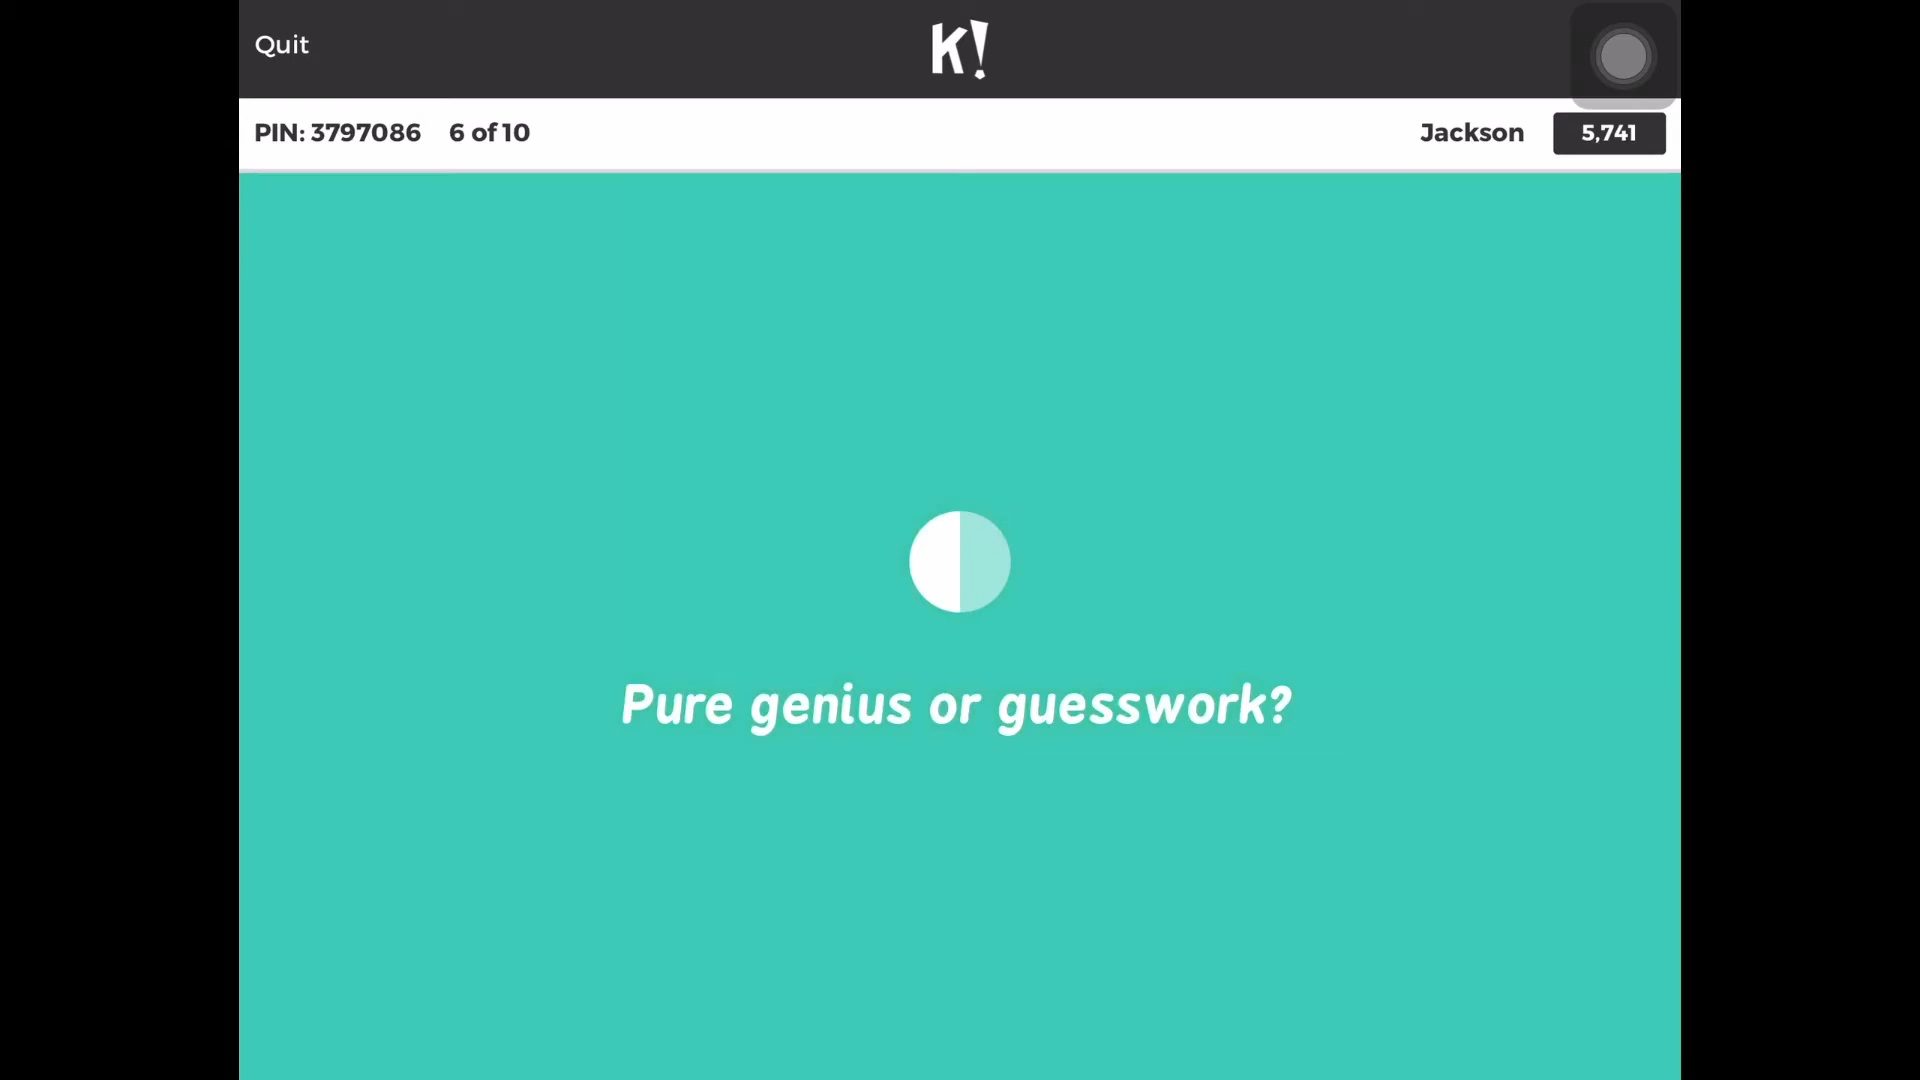 Quit
K!
PIN: 3797086 6 of 10
Jackson 5,741
Pure genius or guesswork?